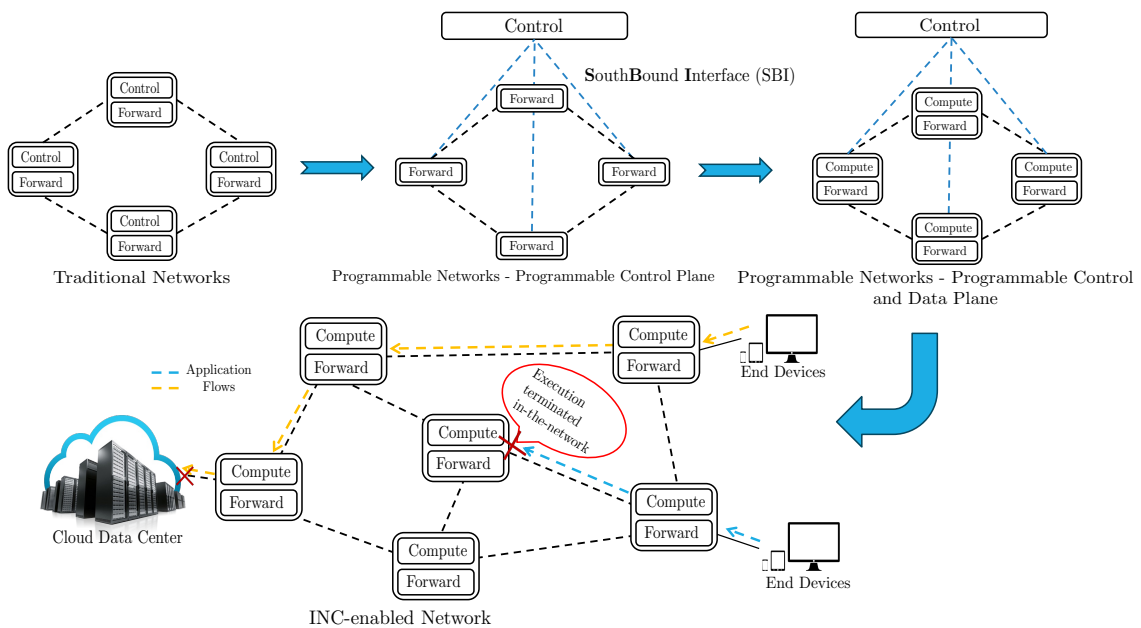 Control
Forward
Control
Forward
Control
Forward
Control
Forward
Traditional Networks
Control
SouthBound Interface (SBI)
Forward
Forward
Forward
Forward
Programmable Networks - Programmable Control Plane
Control
Compute
Forward
Compute
Forward
Compute
Forward
Compute
Forward
Programmable Networks - Programmable Control
and Data Plane
Application
Flows
Compute
Forward
Compute
Forward
End Devices
Execution
terminated
in-the-network
Compute
Forward
Compute
Forward
Cloud Data Center
Compute
Forward
End Devices
Compute
Forward
INC-enabled Network